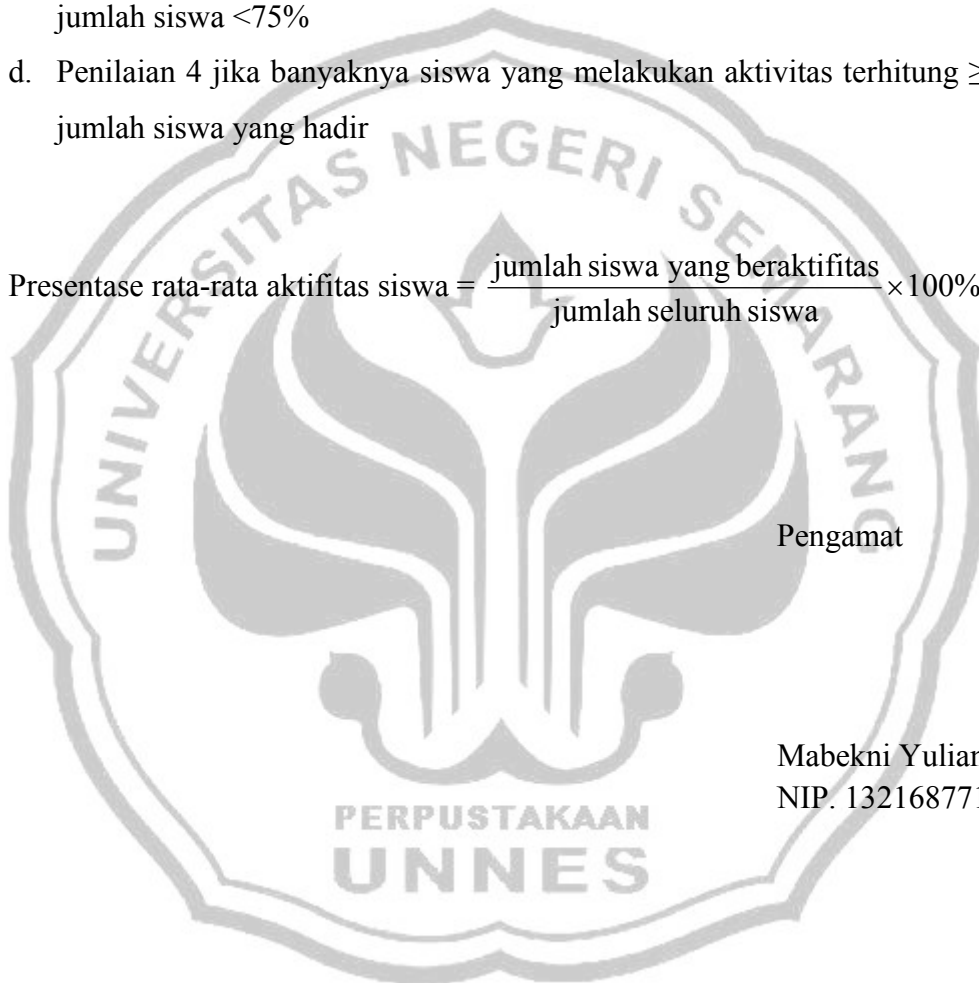 jumlah siswa <75%
d. Penilaian 4 jika banyaknya siswa yang melakukan aktivitas terhitung ≥
jumlah siswa yang hadir
UNIVERSITAS NEGERI SEMARANG
Presentase rata-rata aktifitas siswa = jumlah siswa yang beraktifitas
jumlah seluruh siswa
×100%
Pengamat
Mabekni Yulian
NIP. 132168771
PERPUSTAKAAN
UNNES